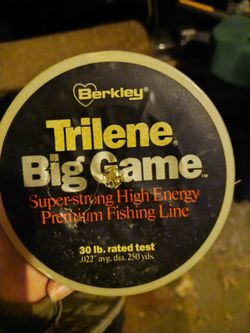 Berkley®
Trilene
Big Game™
Super-strong High Energy
Premium Fishing Line
30 lb. rated test
.022" avg. dia. 250 yds.